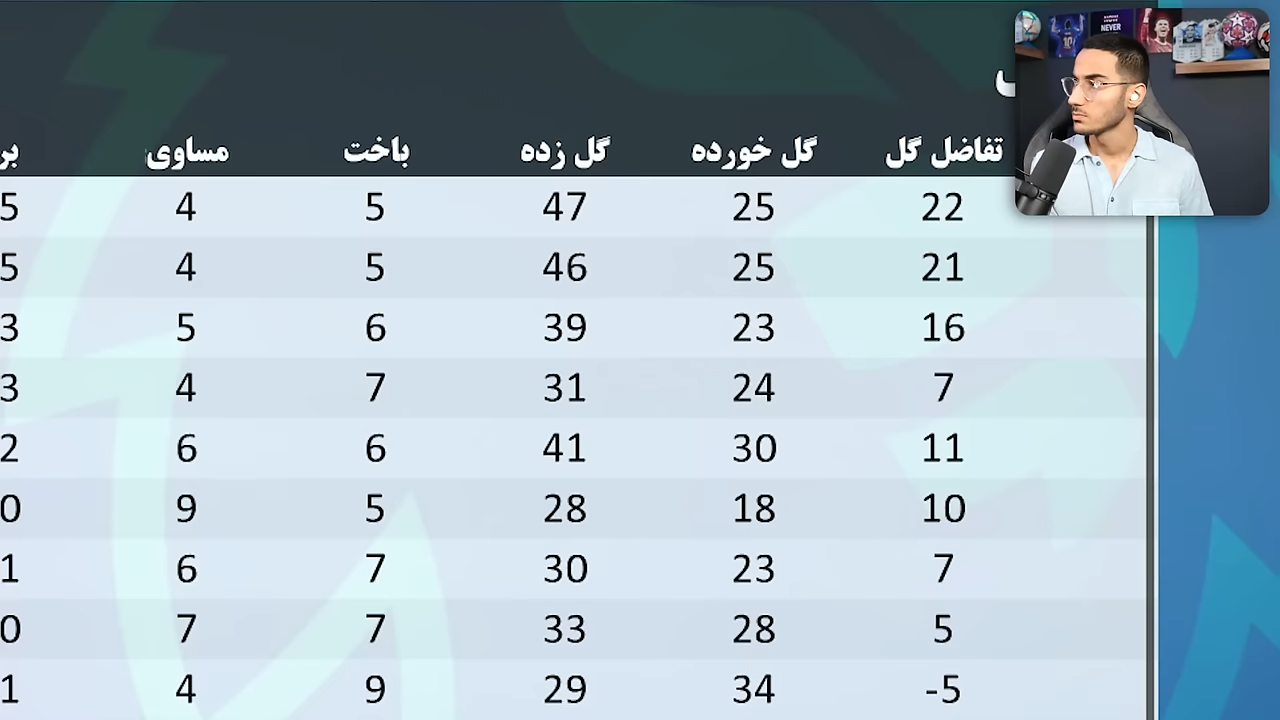 بر مساوی باخت گل زده گل خورده تفاضل گل
5 4 5 47 25 22
5 4 5 46 25 21
3 5 6 39 23 16
3 4 7 31 24 7
2 6 6 41 30 11
0 9 5 28 18 10
1 6 7 30 23 7
0 7 7 33 28 5
1 4 9 29 34 -5
NEVER